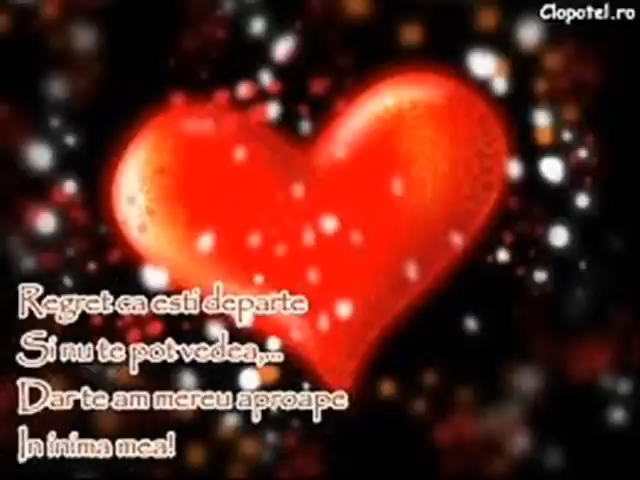 Clopotel.ro
Regret ca esti departe
Si nu te pot vedea,...
Dar te am mereu aproape
In inima mea!